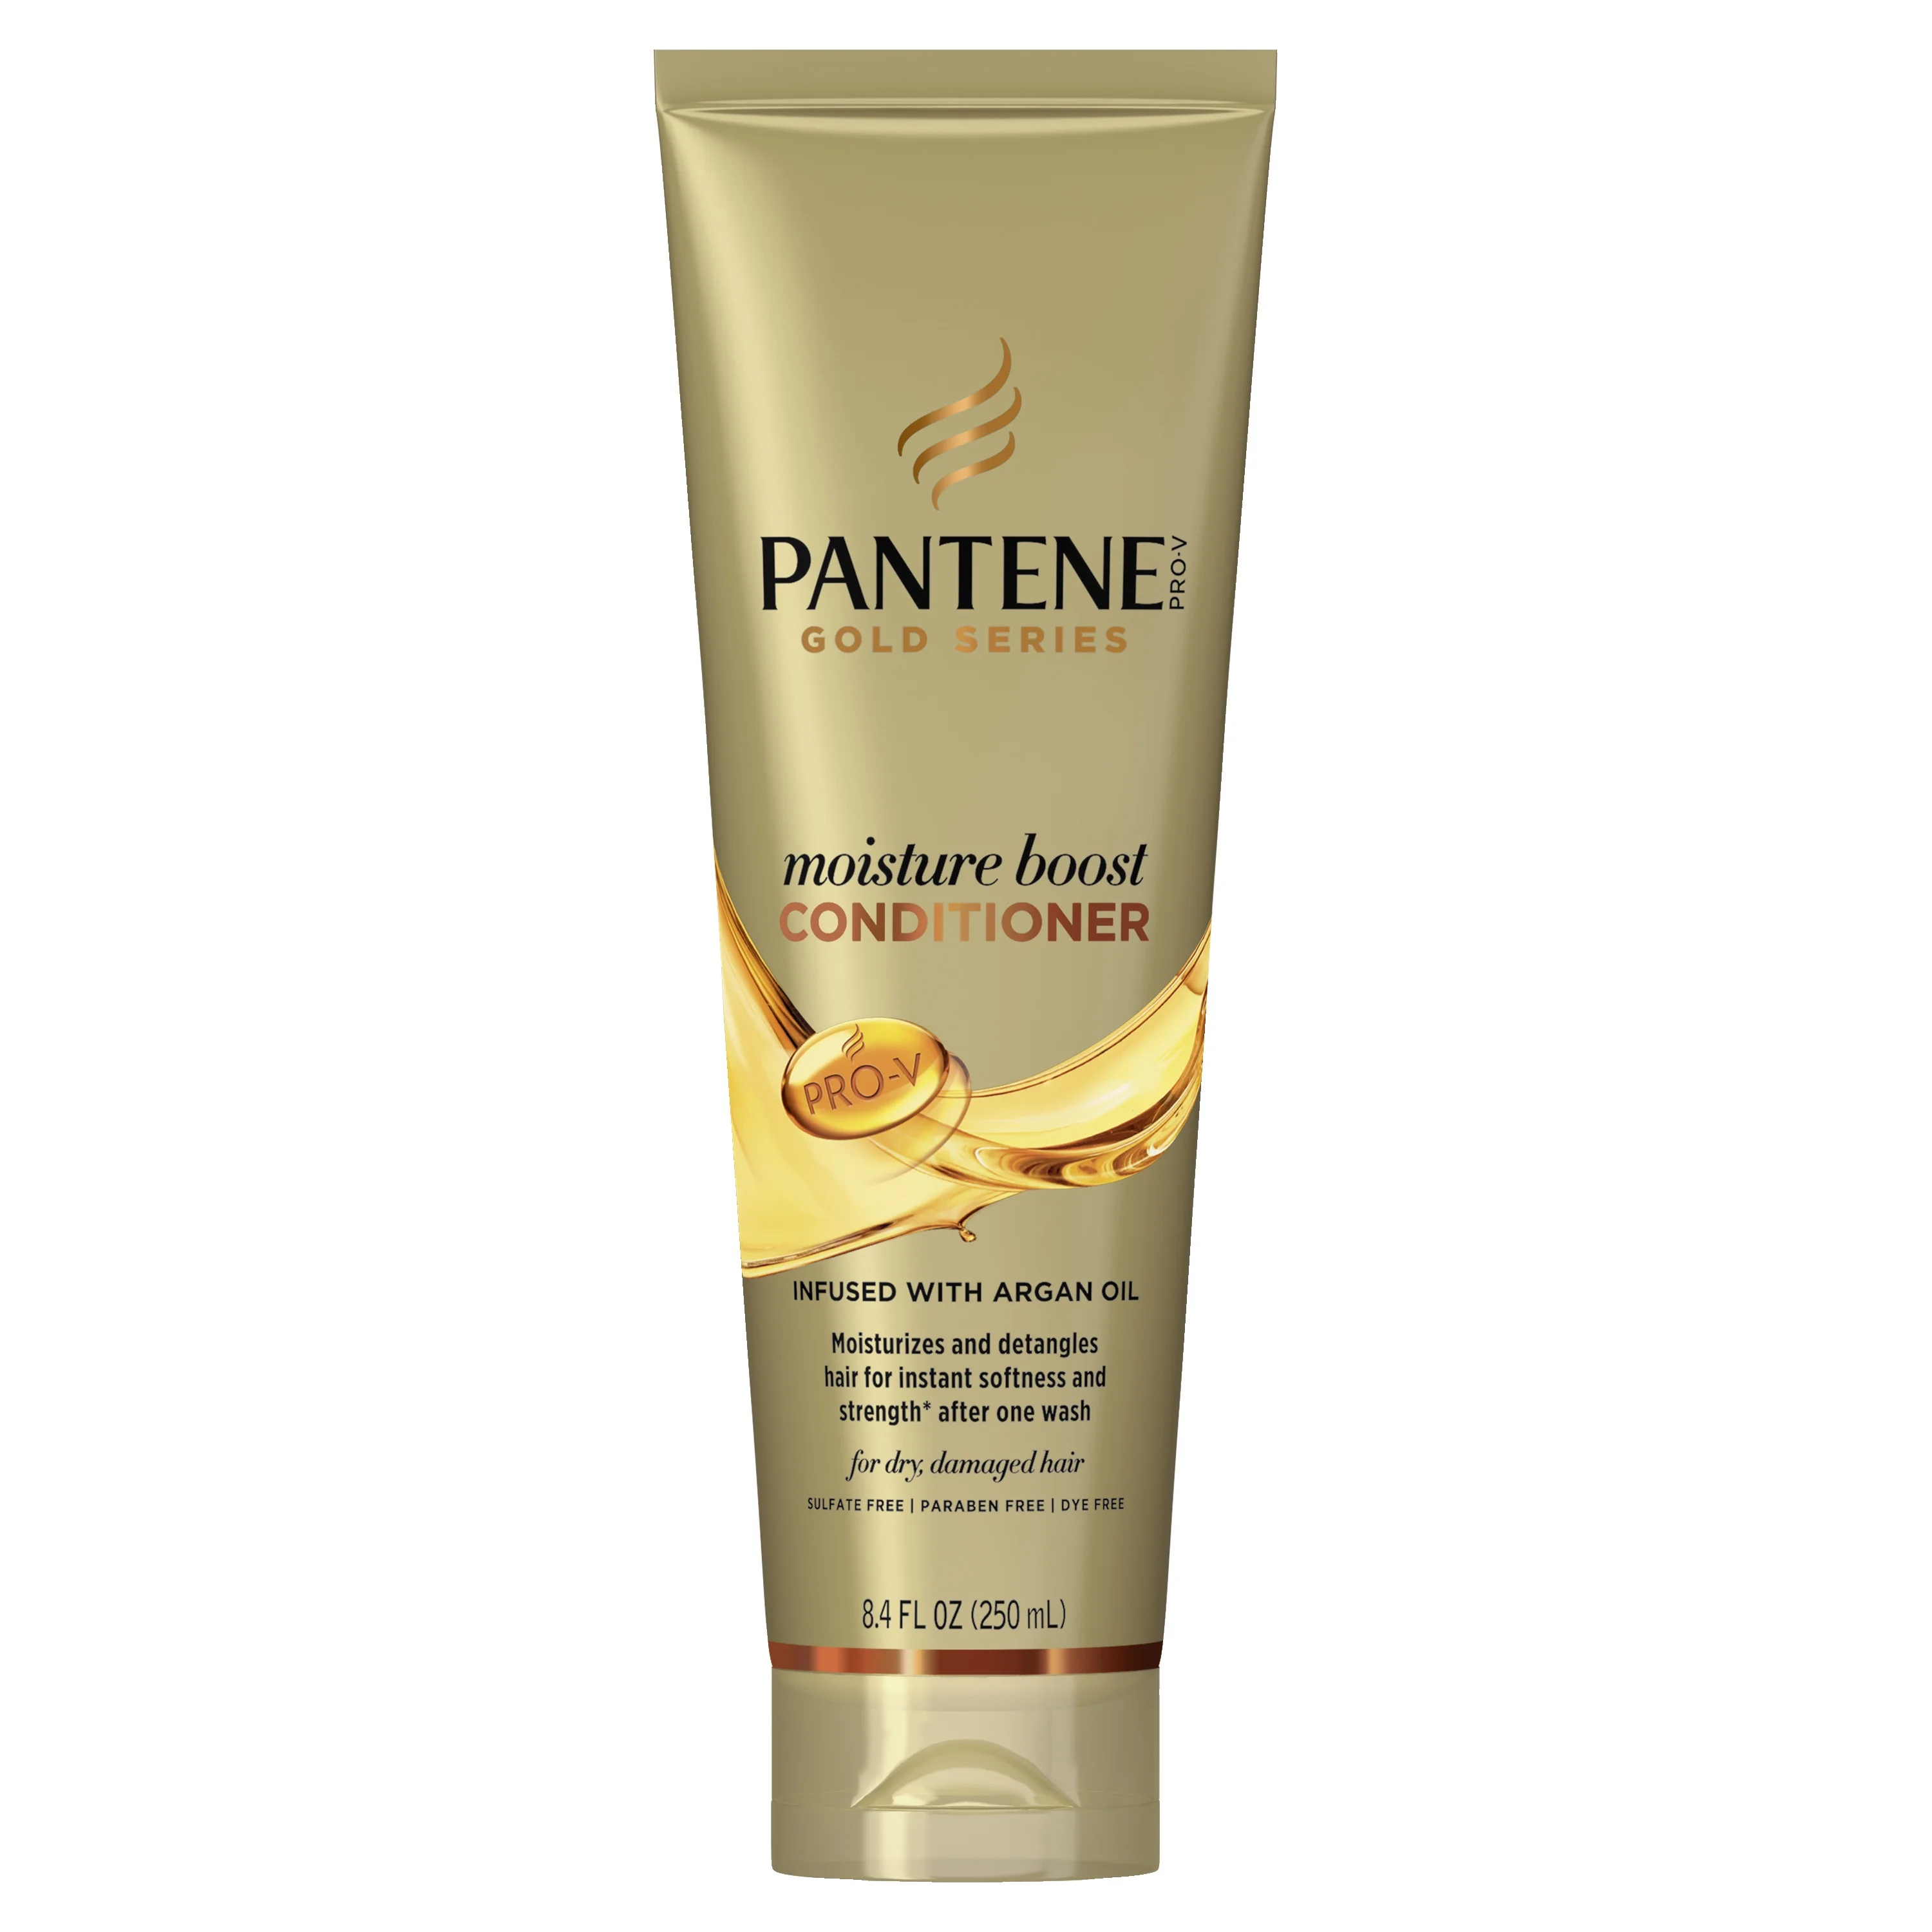 PANTENE PRO-V
GOLD SERIES
moisture boost
CONDITIONER
PRO-V
INFUSED WITH ARGAN OIL
Moisturizes and detangles
hair for instant softness and
strength* after one wash
for dry, damaged hair
SULFATE FREE | PARABEN FREE | DYE FREE
8.4 FL OZ (250 mL)